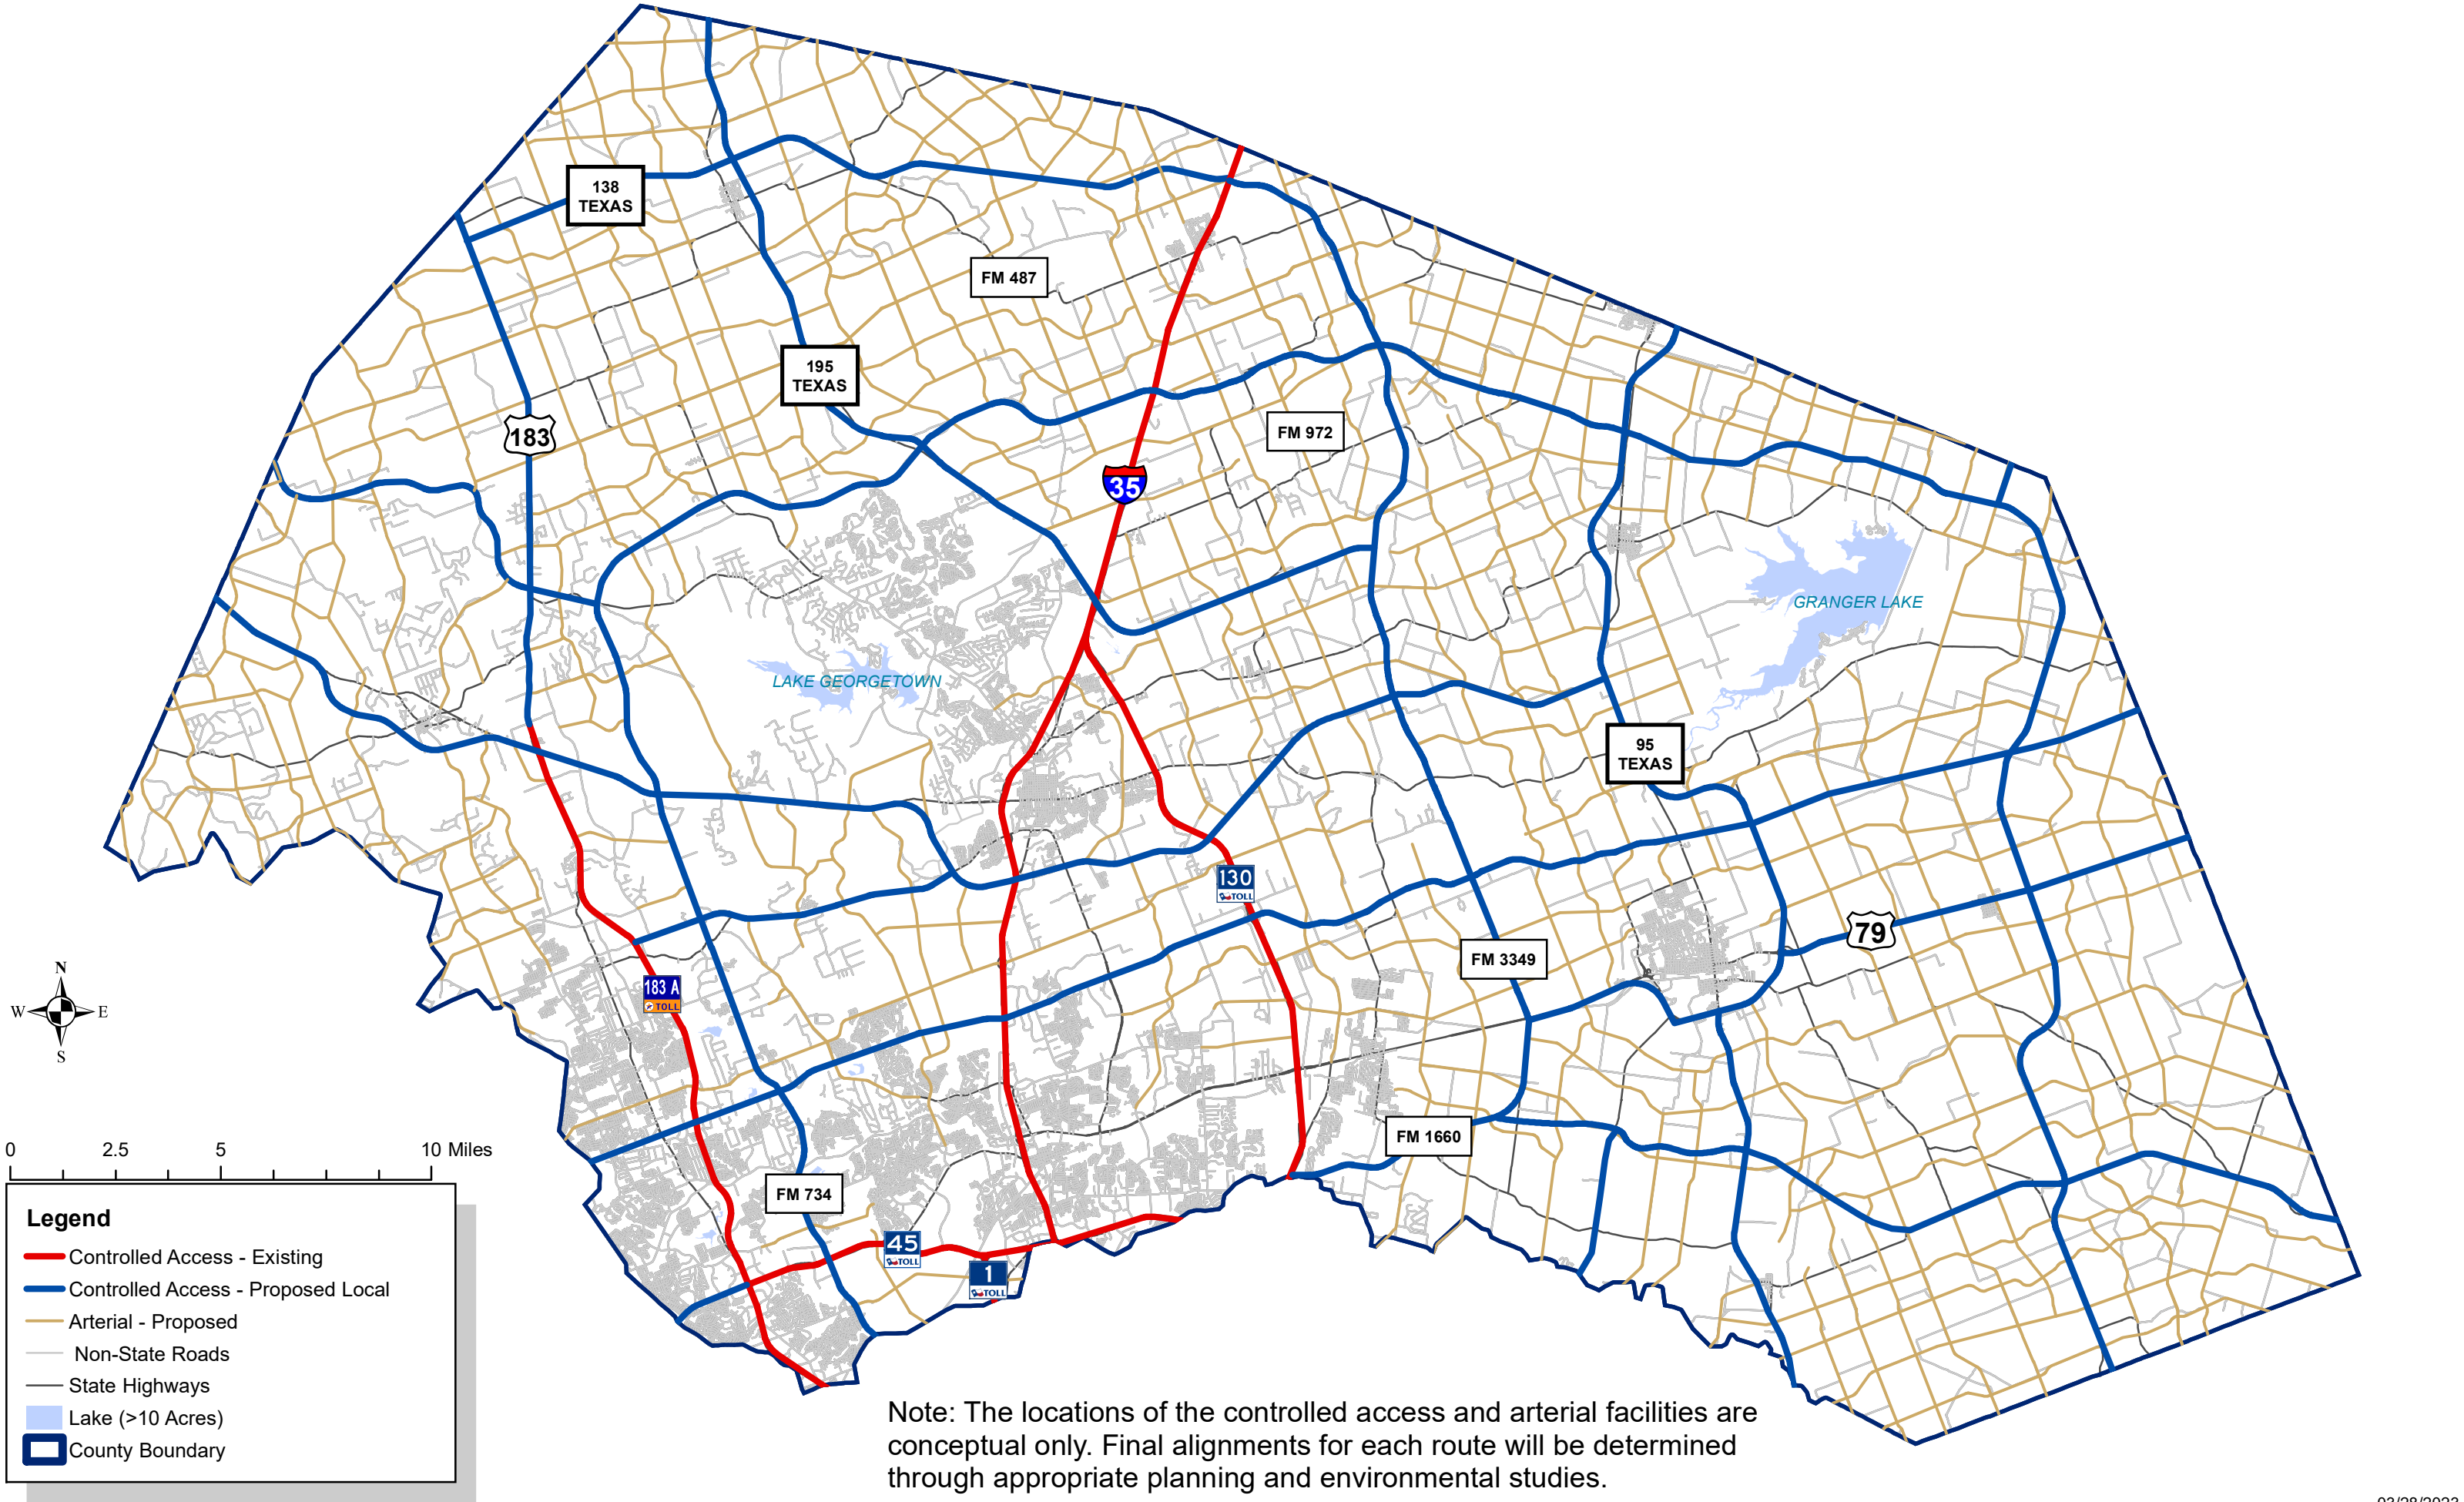 138
TEXAS
FM 487
195
TEXAS
183
FM 972
35
GRANGER LAKE
LAKE GEORGETOWN
95
TEXAS
130
TOLL
79
FM 3349
183 A
TOLL
N
W E
S
FM 1660
0 2.5 5 10 Miles
FM 734
45
TOLL
1
TOLL
Legend
Controlled Access - Existing
Controlled Access - Proposed Local
Arterial - Proposed
Non-State Roads
State Highways
Lake (>10 Acres)
County Boundary
Note: The locations of the controlled access and arterial facilities are
conceptual only. Final alignments for each route will be determined
through appropriate planning and environmental studies.
03/28/2023